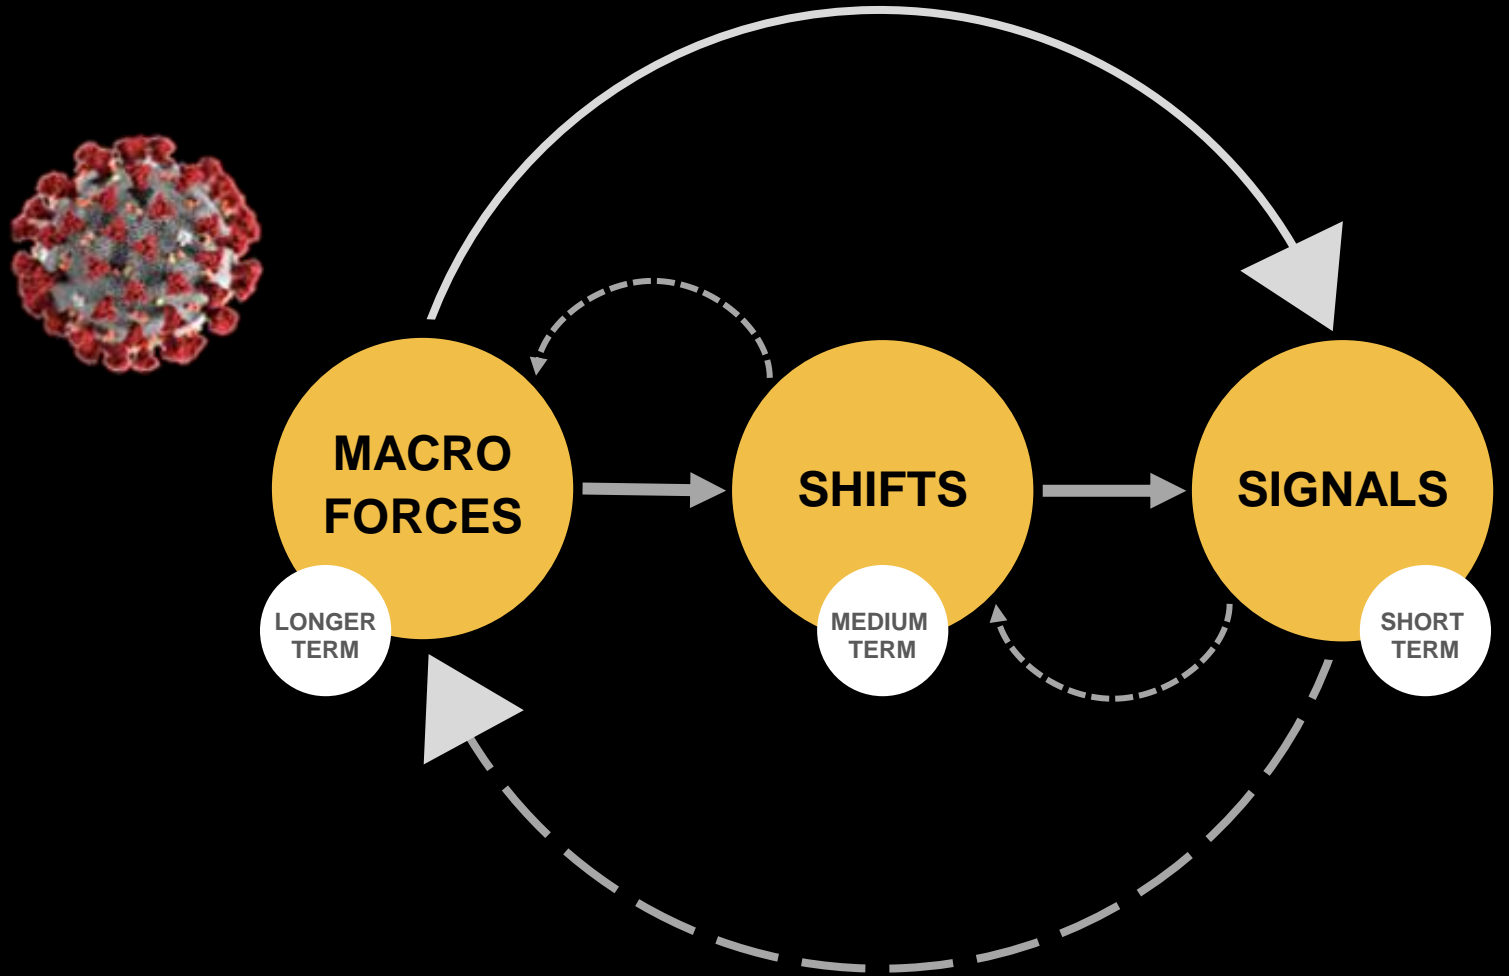 MACRO
FORCES
LONGER
TERM
SHIFTS
MEDIUM
TERM
SIGNALS
SHORT
TERM